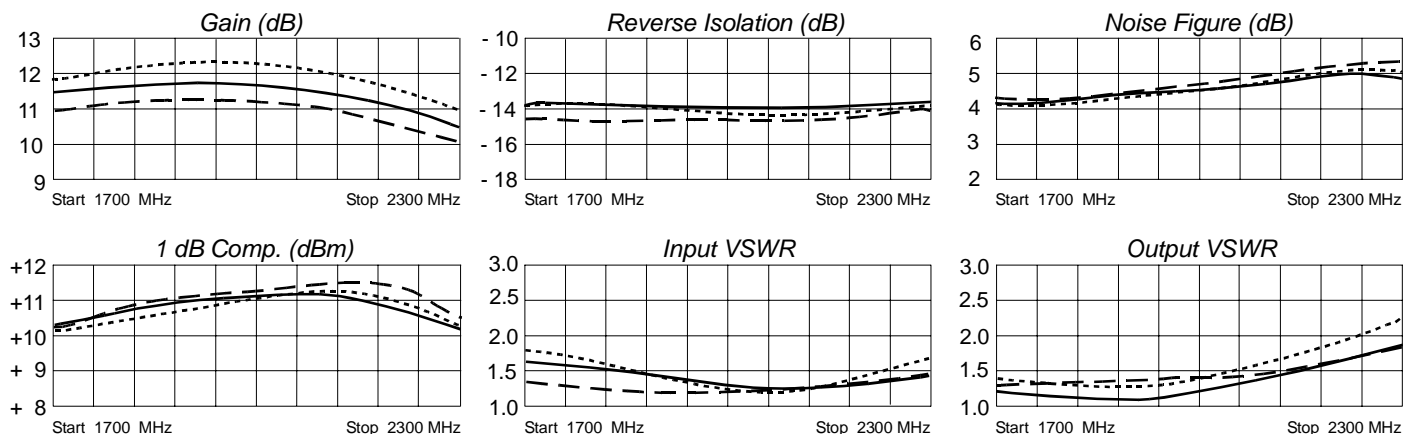 Gain (dB)
13
12
11
10
9
Start 1700 MHz
Stop 2300 MHz
Reverse Isolation (dB)
- 10
- 12
- 14
- 16
- 18
Start 1700 MHz
Stop 2300 MHz
Noise Figure (dB)
6
5
4
3
2
Start 1700 MHz
Stop 2300 MHz
1 dB Comp. (dBm)
+12
+11
+10
+ 9
+ 8
Start 1700 MHz
Stop 2300 MHz
Input VSWR
3.0
2.5
2.0
1.5
1.0
Start 1700 MHz
Stop 2300 MHz
Output VSWR
3.0
2.5
2.0
1.5
1.0
Start 1700 MHz
Stop 2300 MHz